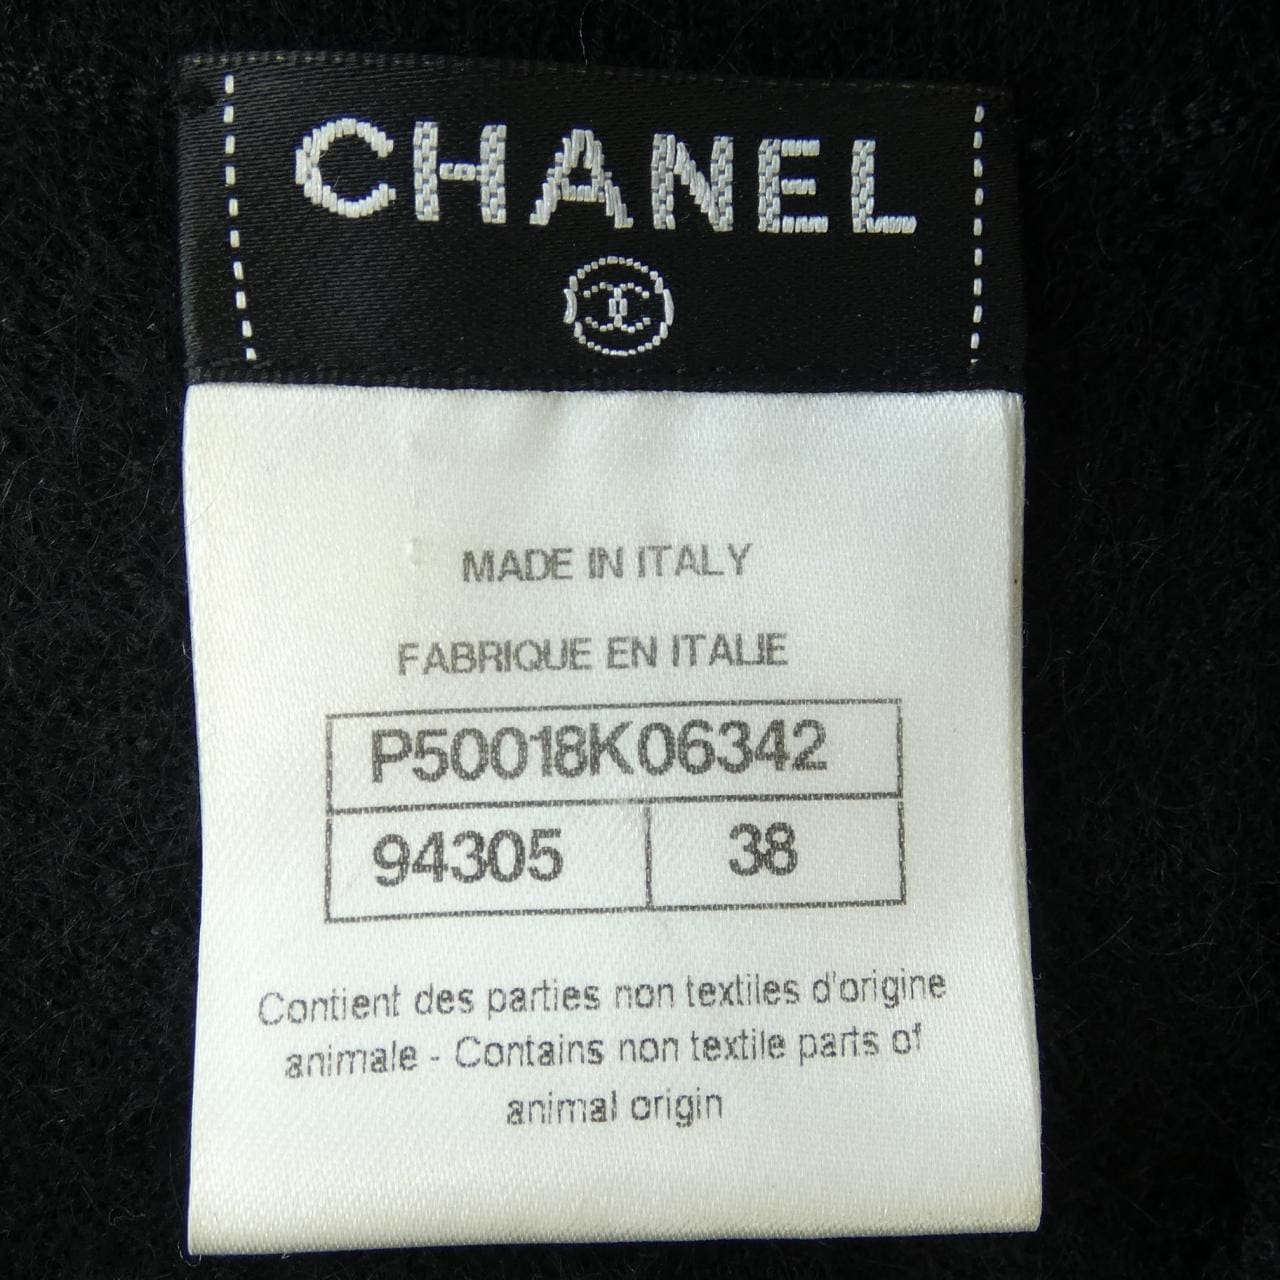 CHANEL
MADE IN ITALY
FABRIQUE EN ITALIE
P50018K06342
94305 38
Contient des parties non textiles d'origine
animale - Contains non textile parts of
animal origin